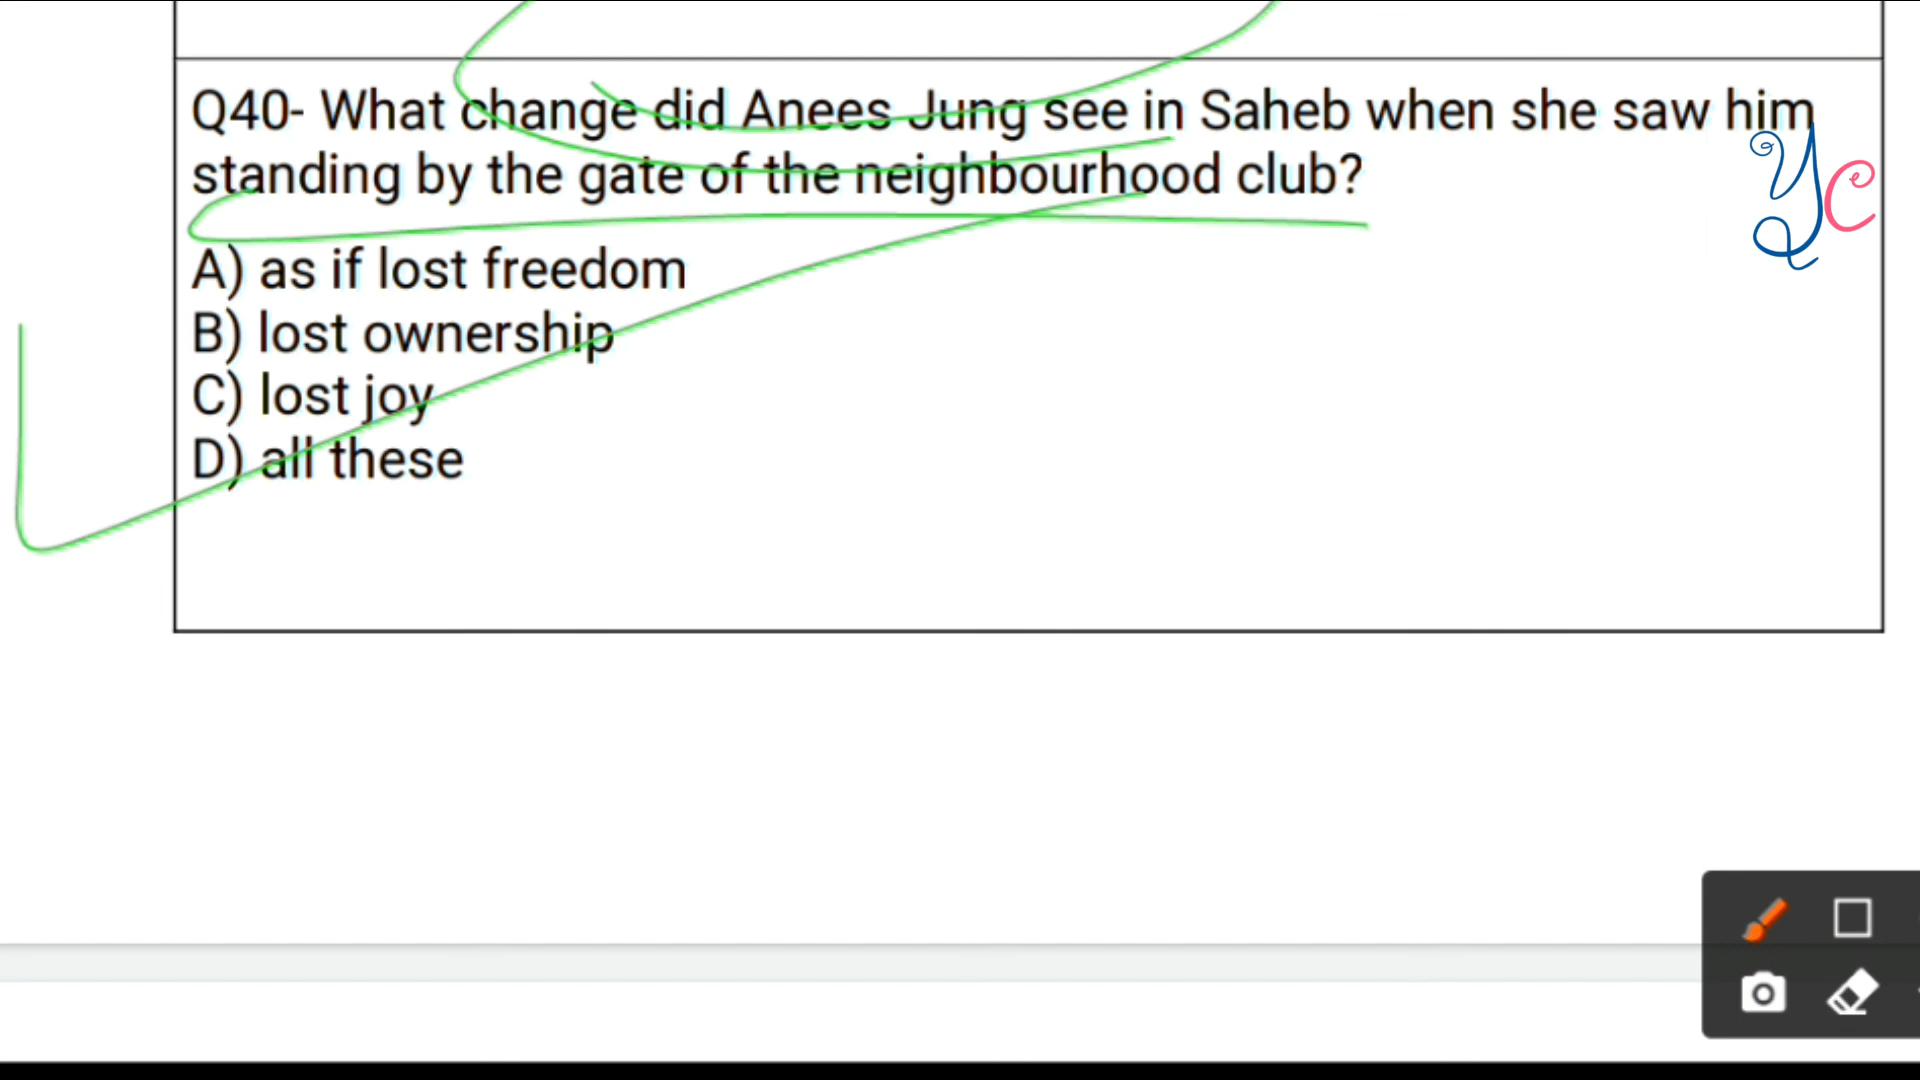 Q40- What change did Anees Jung see in Saheb when she saw him
standing by the gate of the neighbourhood club?
A) as if lost freedom
B) lost ownership
C) lost joy
D) all these
YC